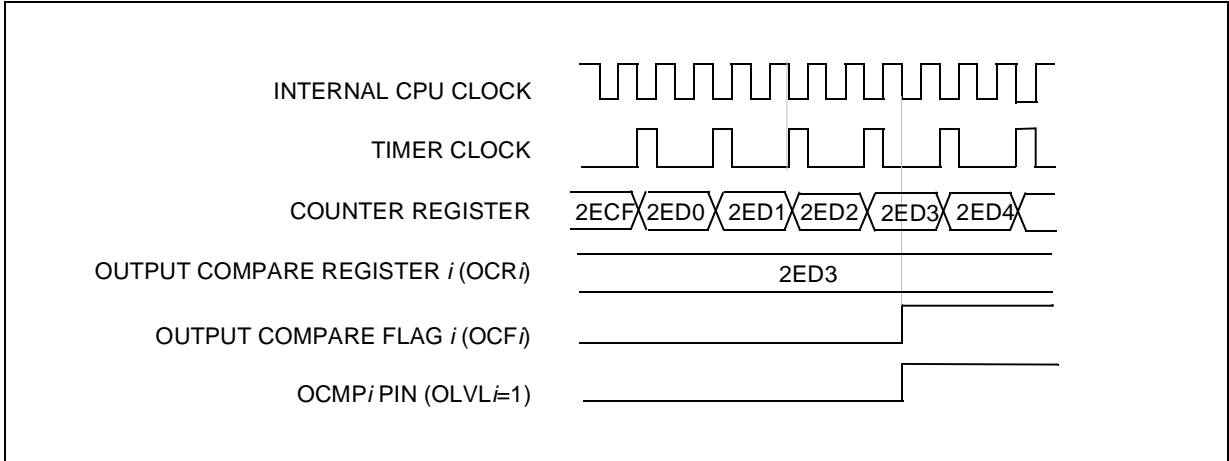 INTERNAL CPU CLOCK
TIMER CLOCK
COUNTER REGISTER
2ECF 2ED0 2ED1 2ED2 2ED3 2ED4
OUTPUT COMPARE REGISTER i (OCRi)
2ED3
OUTPUT COMPARE FLAG i (OCFi)
OCMPi PIN (OLVLi=1)